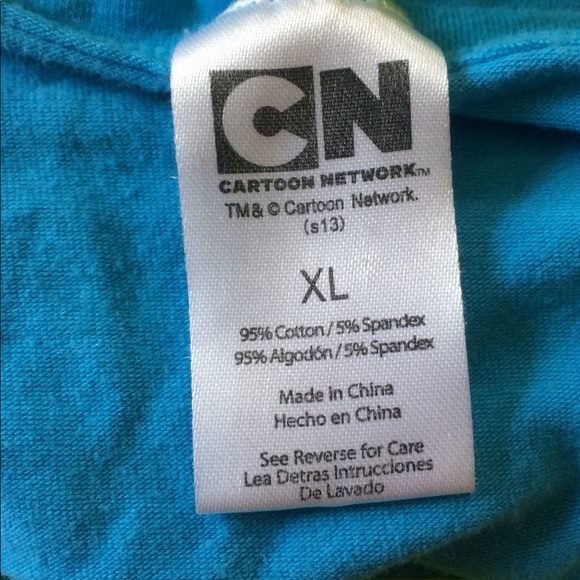 CN
CARTOON NETWORK™
TM & © Cartoon Network.
(s13)
XL
95% Cotton / 5% Spandex
95% Algodón / 5% Spandex
Made in China
Hecho en China
See Reverse for Care
Lea Detras Intrucciones
De Lavado